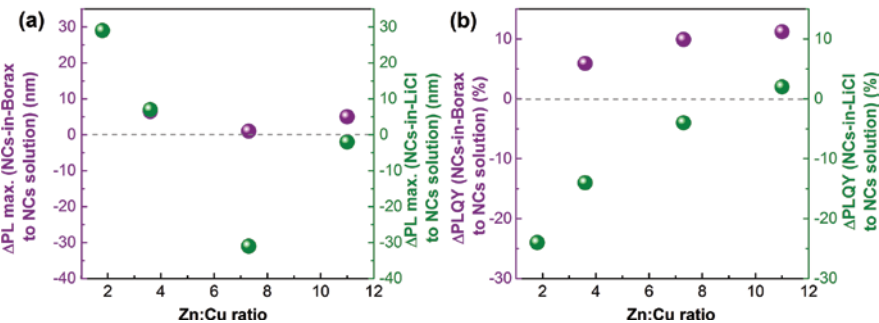 (a)
30
20
10
0
-10
-20
-30
-40
ΔPL max. (NCs-in-Borax
to NCs solution) (nm)
30
20
10
0
-10
-20
-30
-40
ΔPL max. (NCs-in-LiCl
to NCs solution) (nm)
2 4 6 8 10 12
Zn:Cu ratio
(b)
10
0
-10
-20
-30
ΔPLQY (NCs-in-Borax
to NCs solution) (%)
10
0
-10
-20
-30
ΔPLQY (NCs-in-LiCl
to NCs solution) (%)
2 4 6 8 10 12
Zn:Cu ratio